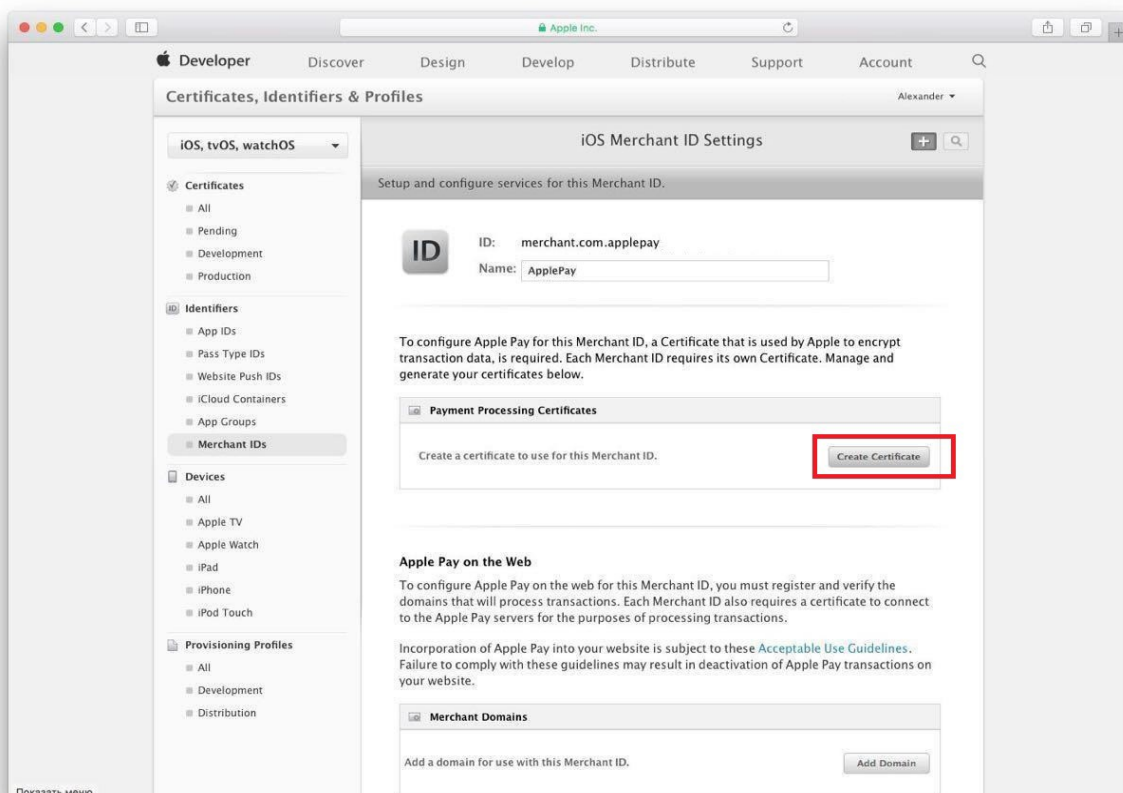 Apple Inc.
Developer Discover Design Develop Distribute Support Account
Certificates, Identifiers & Profiles
Alexander
iOS, tvOS, watchOS
Certificates
All
Pending
Development
Production
Identifiers
App IDs
Pass Type IDs
Website Push IDs
iCloud Containers
App Groups
Merchant IDs
Devices
All
Apple TV
Apple Watch
iPad
iPhone
iPod Touch
Provisioning Profiles
All
Development
Distribution
iOS Merchant ID Settings
Setup and configure services for this Merchant ID.
ID
ID: merchant.com.applepay
Name: ApplePay
To configure Apple Pay for this Merchant ID, a Certificate that is used by Apple to encrypt
transaction data, is required. Each Merchant ID requires its own Certificate. Manage and
generate your certificates below.
Payment Processing Certificates
Create a certificate to use for this Merchant ID.
Create Certificate
Apple Pay on the Web
To configure Apple Pay on the web for this Merchant ID, you must register and verify the
domains that will process transactions. Each Merchant ID also requires a certificate to connect
to the Apple Pay servers for the purposes of processing transactions.
Incorporation of Apple Pay into your website is subject to these Acceptable Use Guidelines.
Failure to comply with these guidelines may result in deactivation of Apple Pay transactions on
your website.
Merchant Domains
Add a domain for use with this Merchant ID.
Add Domain
Показать меню